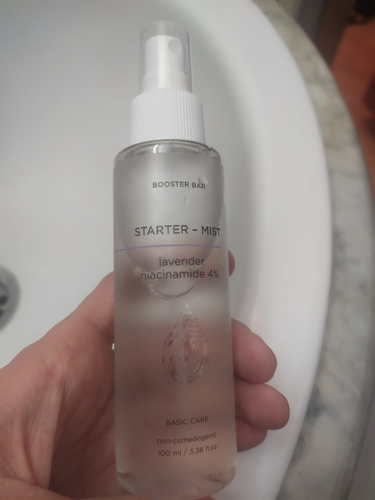 BOOSTER BAR
STARTER – MIST
lavender
niacinamide 4%
BASIC CARE
non-comedogenic
100 ml / 3.38 fl.oz